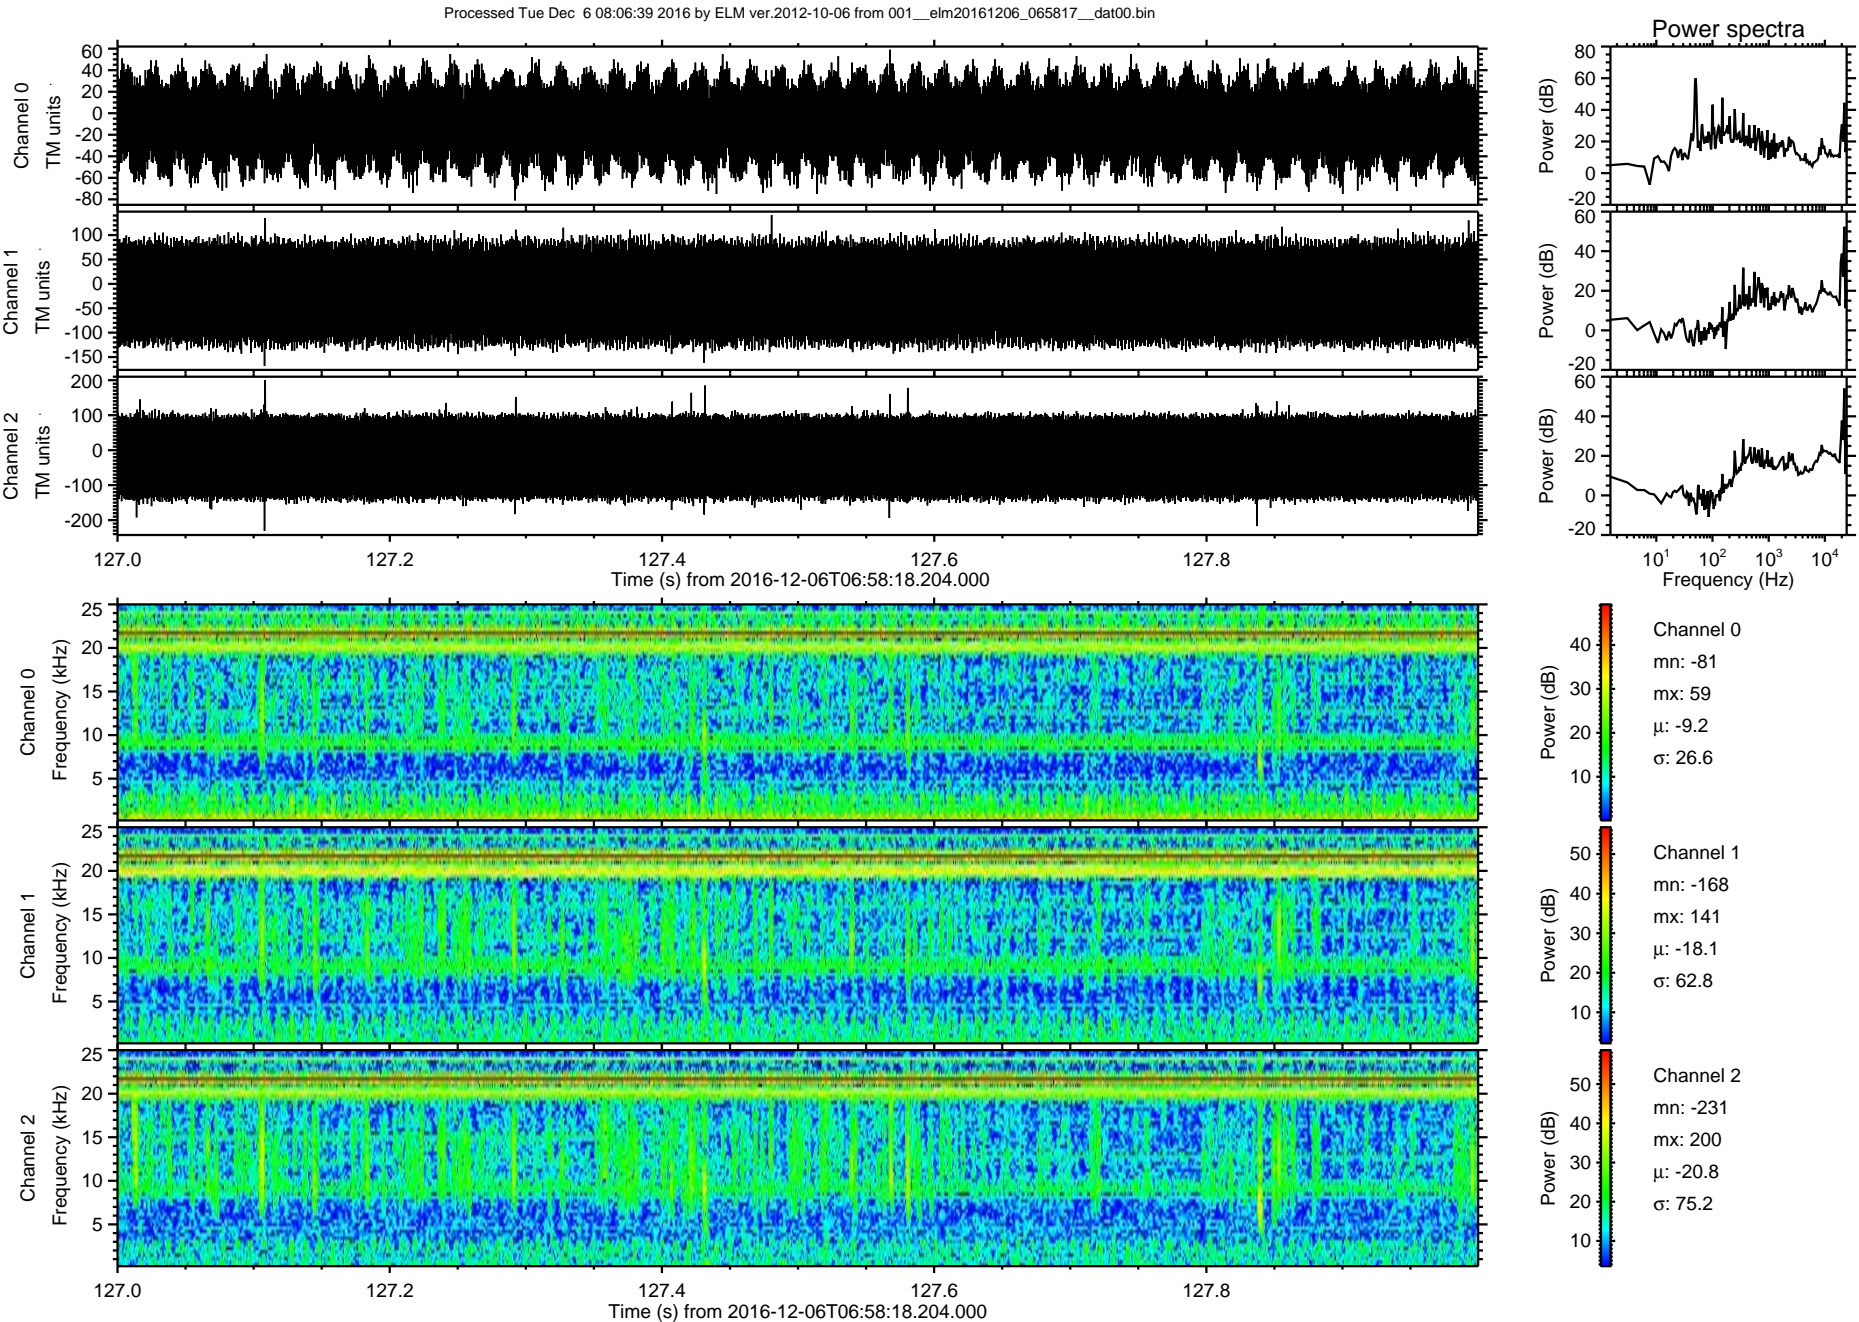 Processed Tue Dec  6 08:06:39 2016 by ELM ver.2012-10-06 from 001__elm20161206_065817__dat00.bin
Power spectra
Channel 0
TM units
60
40
20
0
-20
-40
-60
-80
Power (dB)
80
60
40
20
0
-20
Channel 1
TM units
100
50
0
-50
-100
-150
Power (dB)
60
40
20
0
-20
Channel 2
TM units
200
100
0
-100
-200
Power (dB)
60
40
20
0
-20
127.0 127.2 127.4 127.6 127.8
Time (s) from 2016-12-06T06:58:18.204.000
10¹ 10² 10³ 10⁴
Frequency (Hz)
Channel 0
Frequency (kHz)
25
20
15
10
5
Power (dB)
40
30
20
10
Channel 0
mn: -81
mx: 59
μ: -9.2
σ: 26.6
Channel 1
Frequency (kHz)
25
20
15
10
5
Power (dB)
50
40
30
20
10
Channel 1
mn: -168
mx: 141
μ: -18.1
σ: 62.8
Channel 2
Frequency (kHz)
25
20
15
10
5
Power (dB)
50
40
30
20
10
Channel 2
mn: -231
mx: 200
μ: -20.8
σ: 75.2
127.0 127.2 127.4 127.6 127.8
Time (s) from 2016-12-06T06:58:18.204.000